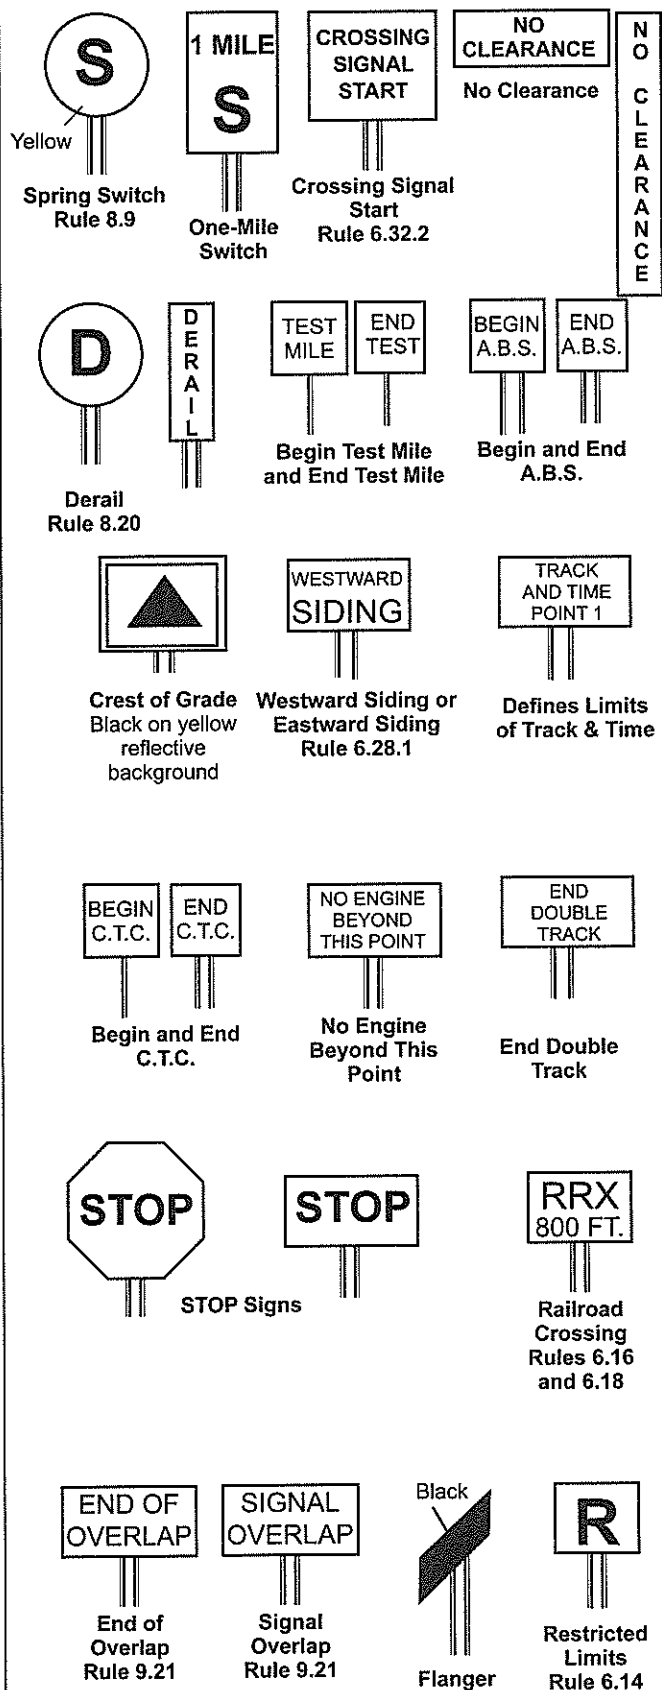 S
Yellow
Spring Switch
Rule 8.9
1 MILE
S
One-Mile
Switch
CROSSING
SIGNAL
START
Crossing Signal
Start
Rule 6.32.2
NO
CLEARANCE
No Clearance
NO CLEARANCE
D
DERAIL
Derail
Rule 8.20
TEST
MILE
END
TEST
Begin Test Mile
and End Test Mile
BEGIN
A.B.S.
END
A.B.S.
Begin and End
A.B.S.
Crest of Grade
Black on yellow
reflective
background
WESTWARD
SIDING
Westward Siding or
Eastward Siding
Rule 6.28.1
TRACK
AND TIME
POINT 1
Defines Limits
of Track & Time
BEGIN
C.T.C.
END
C.T.C.
Begin and End
C.T.C.
NO ENGINE
BEYOND
THIS POINT
No Engine
Beyond This
Point
END
DOUBLE
TRACK
End Double
Track
STOP
STOP
STOP Signs
RRX
800 FT.
Railroad
Crossing
Rules 6.16
and 6.18
END OF
OVERLAP
End of
Overlap
Rule 9.21
SIGNAL
OVERLAP
Signal
Overlap
Rule 9.21
Black
Flanger
R
Restricted
Limits
Rule 6.14